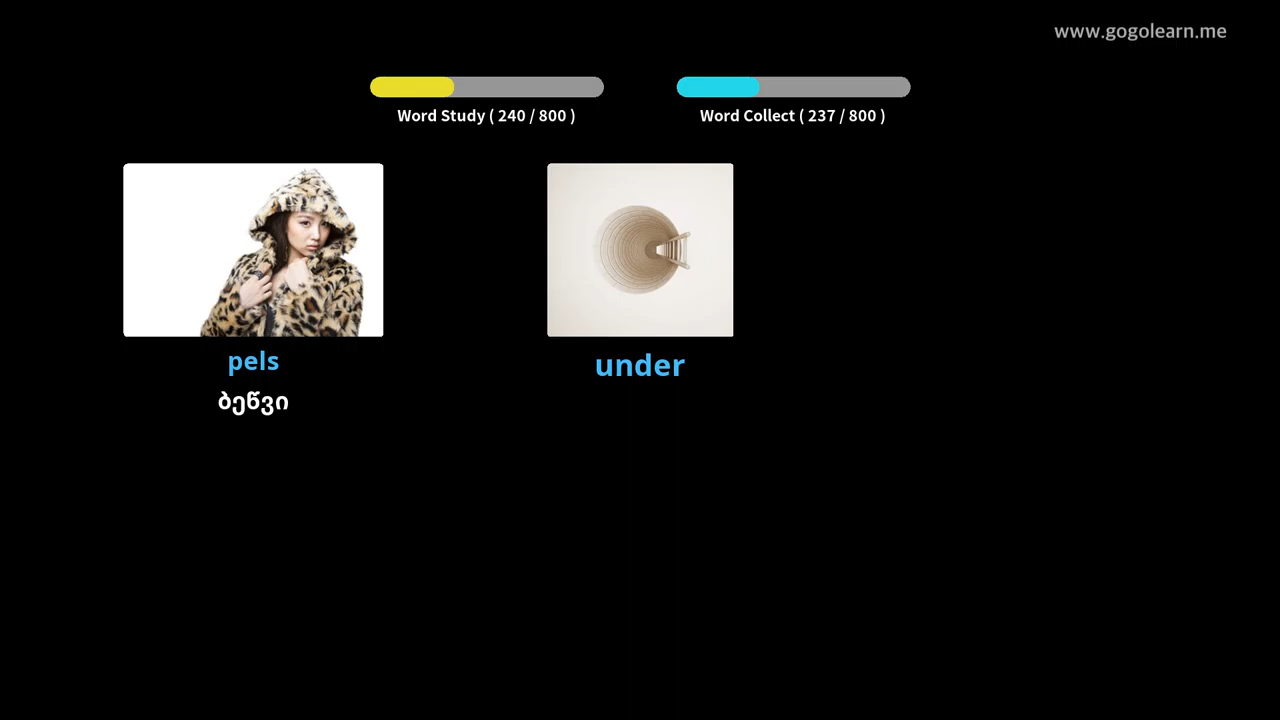 www.gogolearn.me
Word Study ( 240 / 800 )
Word Collect ( 237 / 800 )
pels
ბეწვი
under